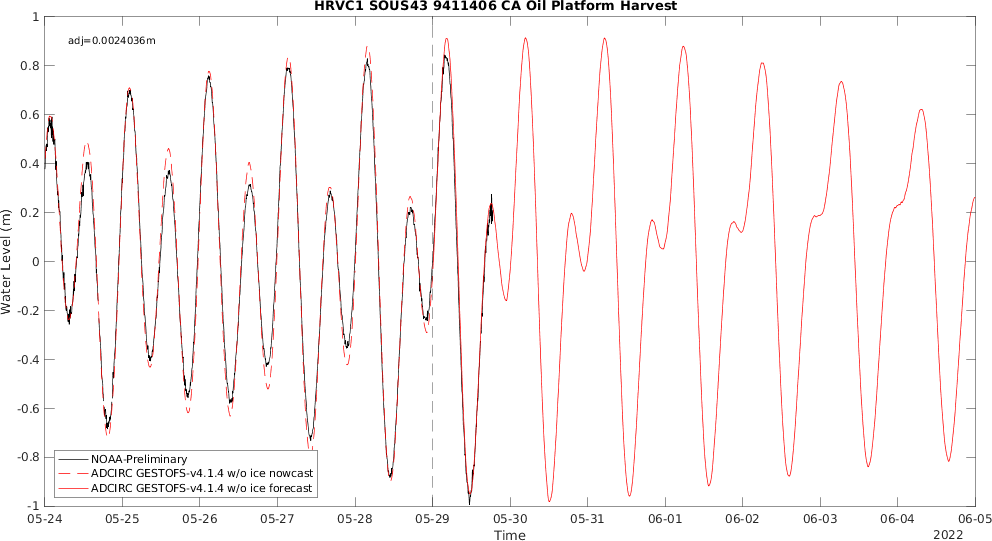 HRVC1 SOUS43 9411406 CA Oil Platform Harvest
adj=0.0024036m
1
0.8
0.6
0.4
0.2
0
-0.2
-0.4
-0.6
-0.8
-1
Water Level (m)
NOAA-Preliminary
ADCIRC GESTOFS-v4.1.4 w/o ice nowcast
ADCIRC GESTOFS-v4.1.4 w/o ice forecast
05-24 05-25 05-26 05-27 05-28 05-29 05-30 05-31 06-01 06-02 06-03 06-04 06-05
Time
2022